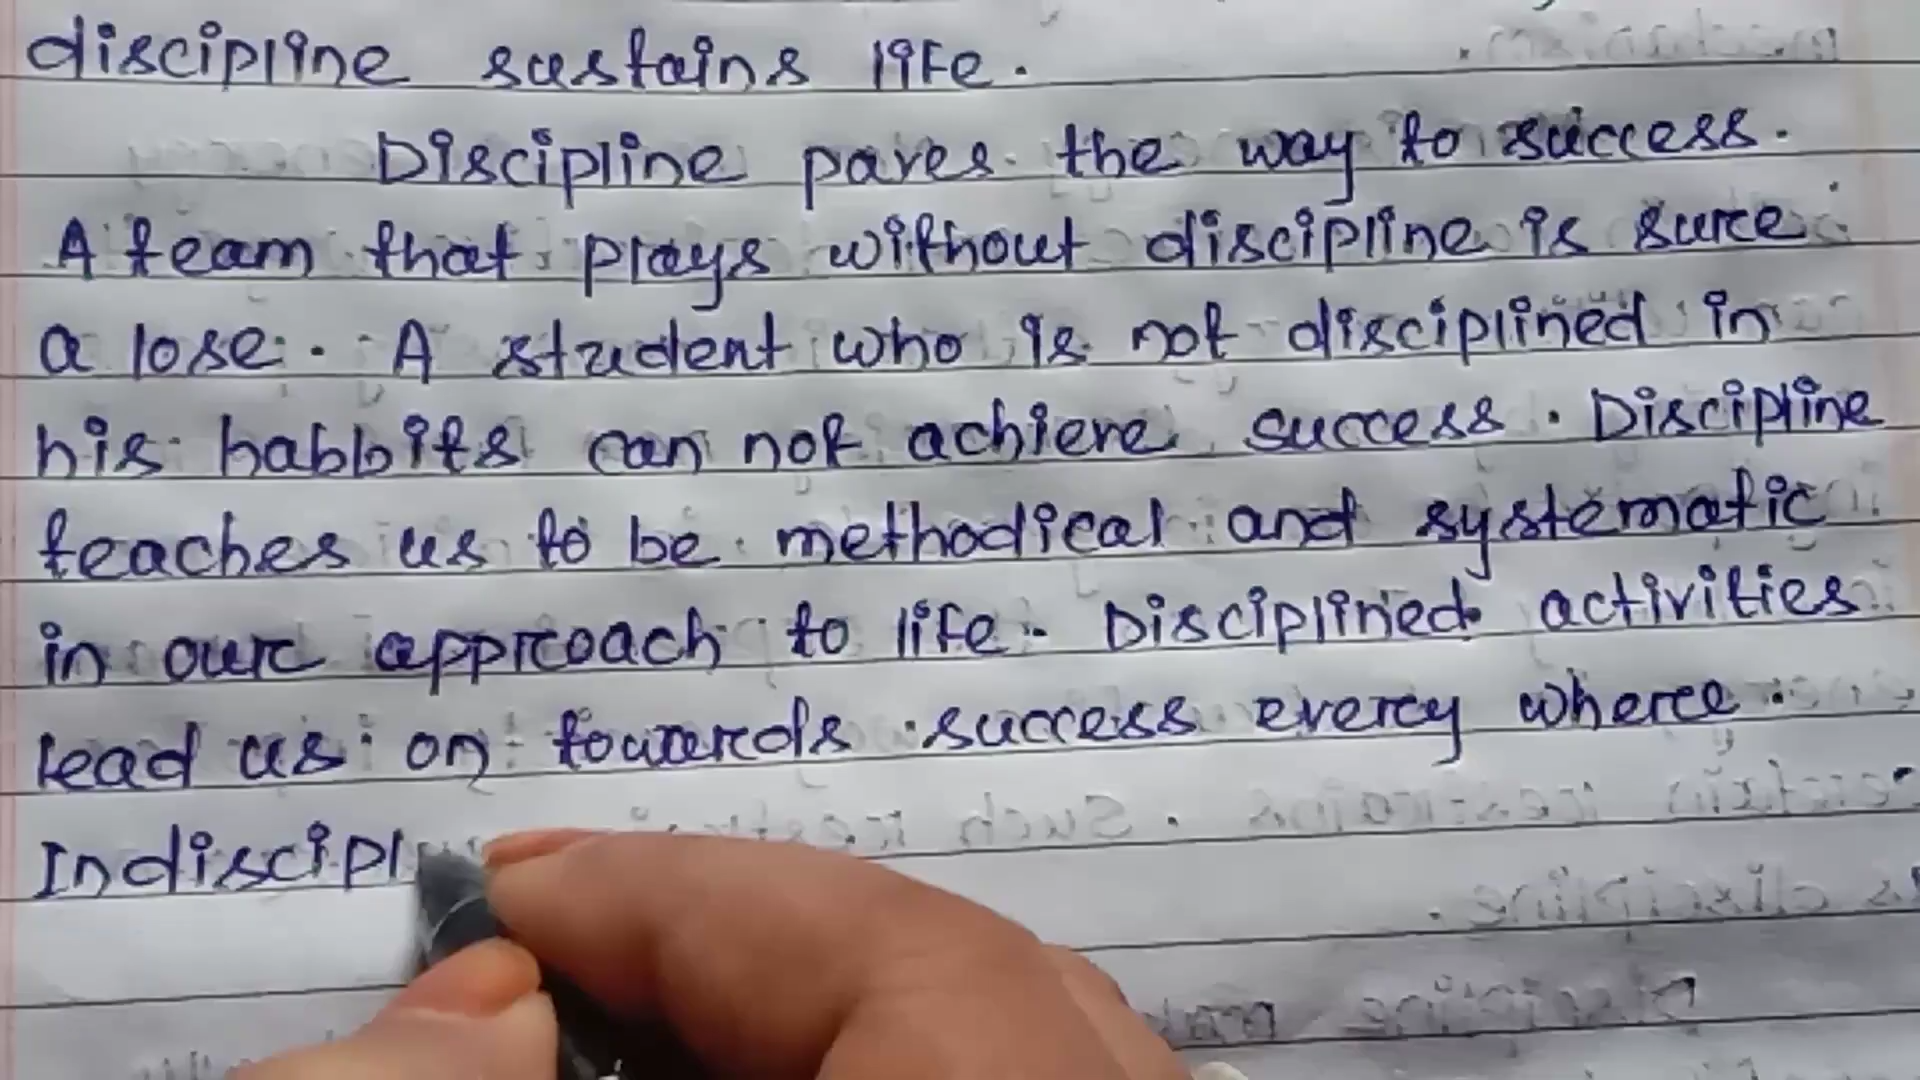 discipline sustains life.
Discipline paves the way to success.
A team that plays without discipline is sure
a lose. A student who is not disciplined in
his habbits can not achieve success. Discipline
teaches us to be methodical and systematic
in our approach to life. Disciplined activities
lead us on towards success every where.
Indiscipl